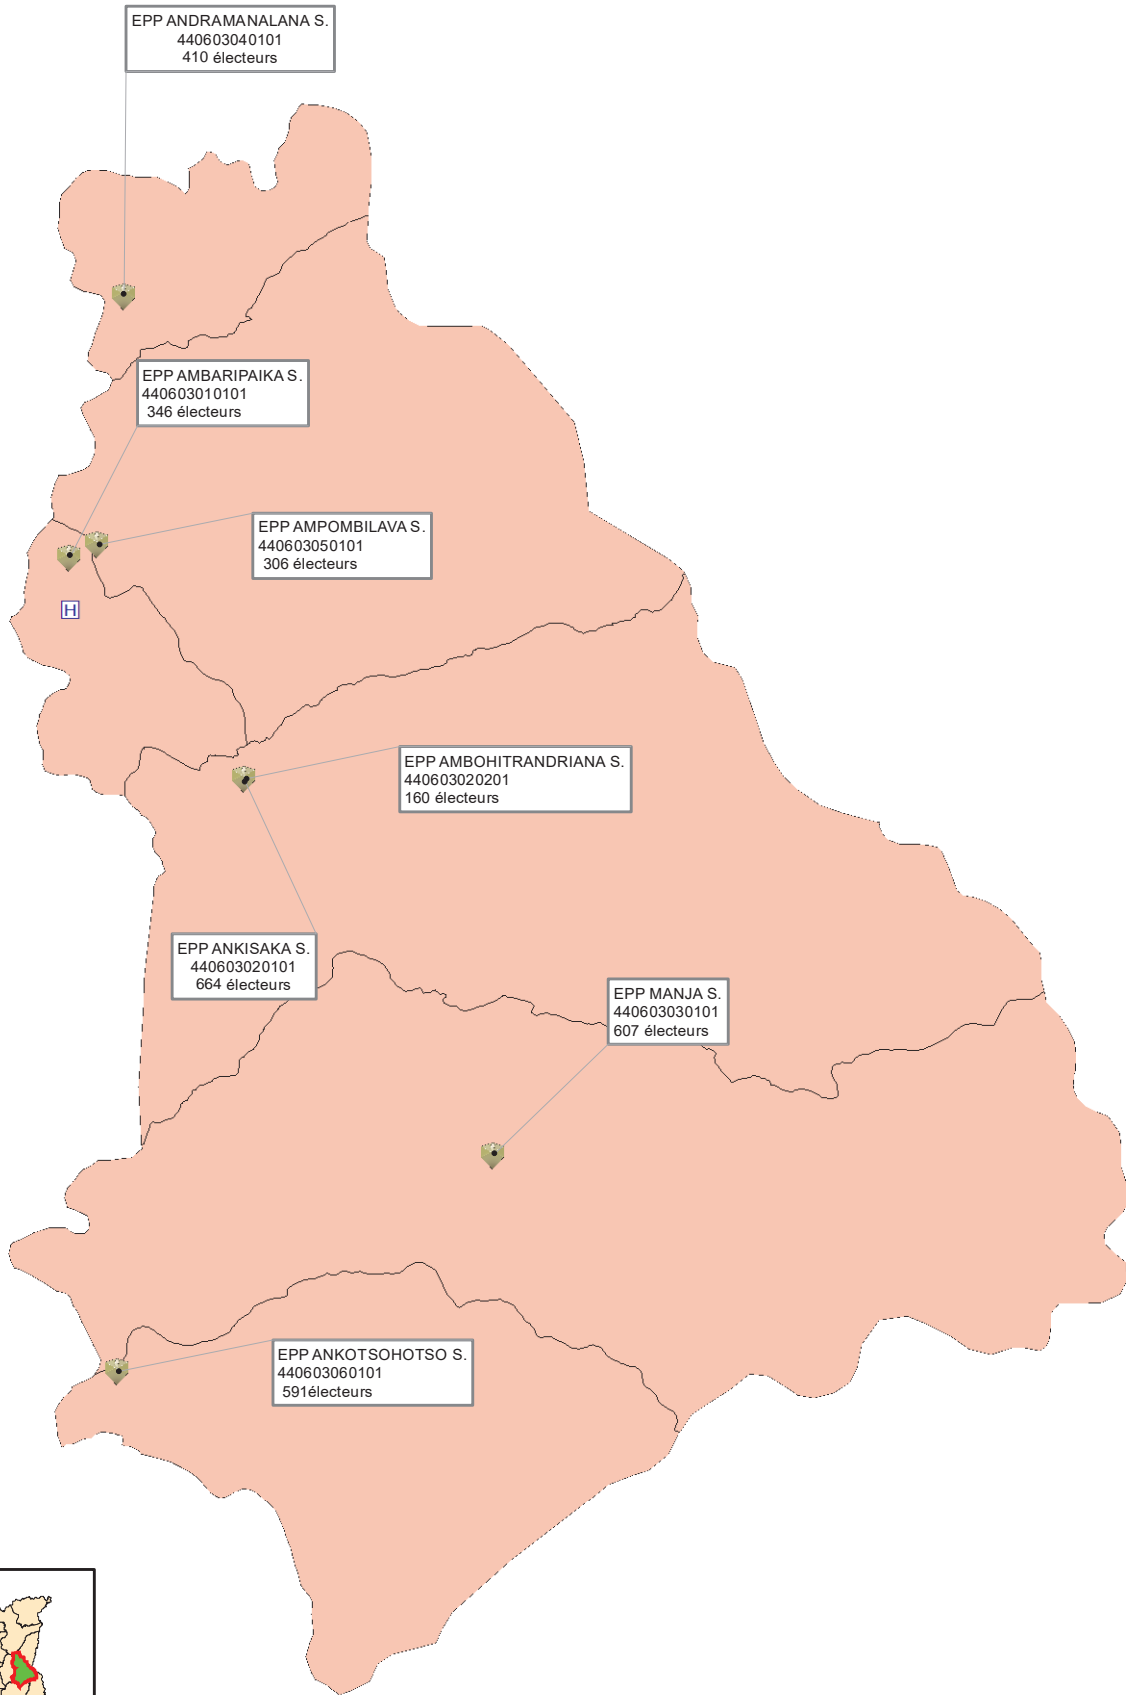 EPP ANDRAMANALANA S.
440603040101
410 électeurs
EPP AMBARIPAIKA S.
440603010101
346 électeurs
EPP AMPOMBILAVA S.
440603050101
306 électeurs
H
EPP AMBOHITRANDRIANA S.
440603020201
160 électeurs
EPP ANKISAKA S.
440603020101
664 électeurs
EPP MANJA S.
440603030101
607 électeurs
EPP ANKOTSOHOTSO S.
440603060101
591électeurs